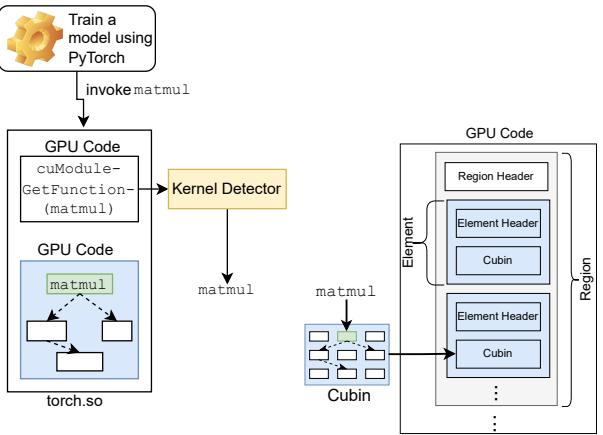 Train a
model using
PyTorch
invoke matmul
GPU Code
cuModule-
GetFunction-
(matmul)
Kernel Detector
matmul
GPU Code
matmul
torch.so
matmul
Cubin
GPU Code
Region Header
Element Header
Cubin
Element
Element Header
Cubin
Region